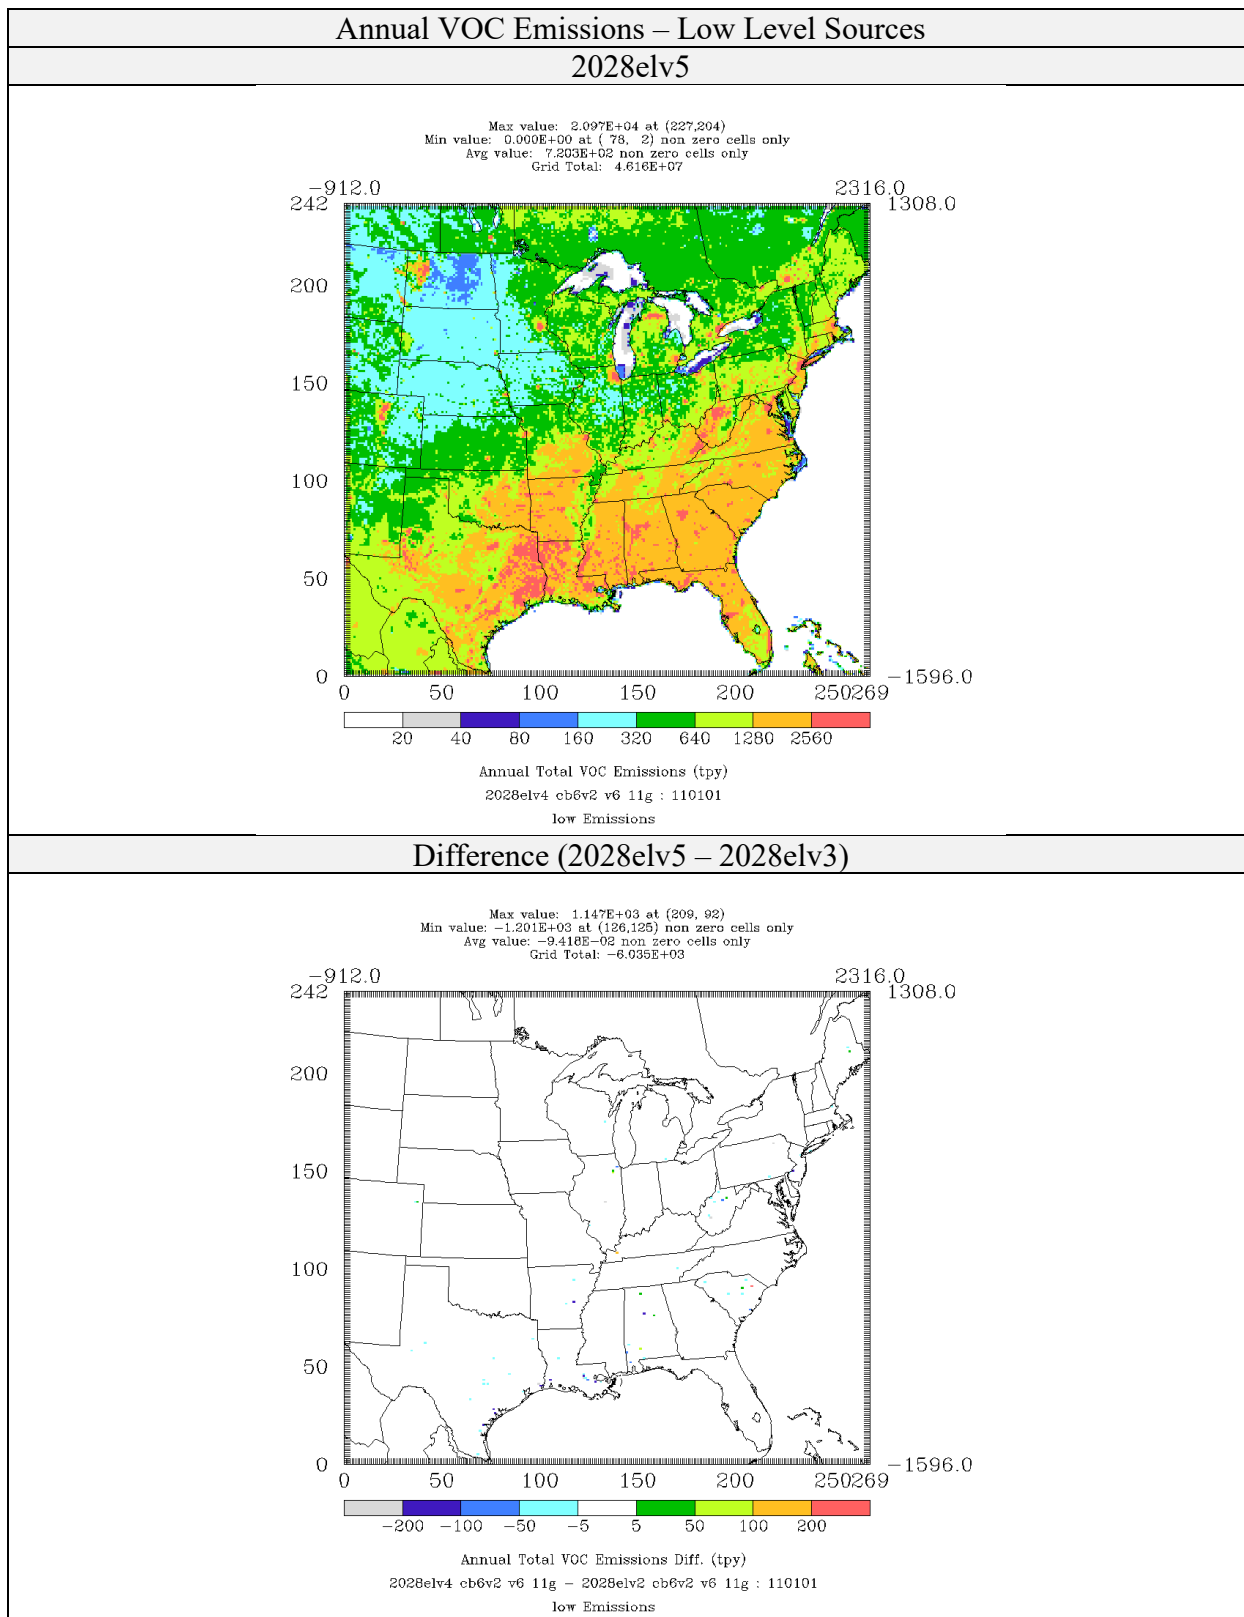 Annual VOC Emissions – Low Level Sources
2028elv5
Max value: 2.097E+04 at (227,204)
Min value: 0.000E+00 at ( 78, 2) non zero cells only
Avg value: 7.203E+02 non zero cells only
Grid Total: 4.616E+07
-912.0 2316.0
242 1308.0
200
150
100
50
0 -1596.0
0 50 100 150 200 250269
20 40 80 160 320 640 1280 2560
Annual Total VOC Emissions (tpy)
2028elv4 cb6v2 v6 11g : 110101
low Emissions
Difference (2028elv5 – 2028elv3)
Max value: 1.147E+03 at (209, 92)
Min value: -1.201E+03 at (126,125) non zero cells only
Avg value: -9.418E-02 non zero cells only
Grid Total: -6.035E+03
-912.0 2316.0
242 1308.0
200
150
100
50
0 -1596.0
0 50 100 150 200 250269
-200 -100 -50 -5 5 50 100 200
Annual Total VOC Emissions Diff. (tpy)
2028elv4 cb6v2 v6 11g - 2028elv2 cb6v2 v6 11g : 110101
low Emissions